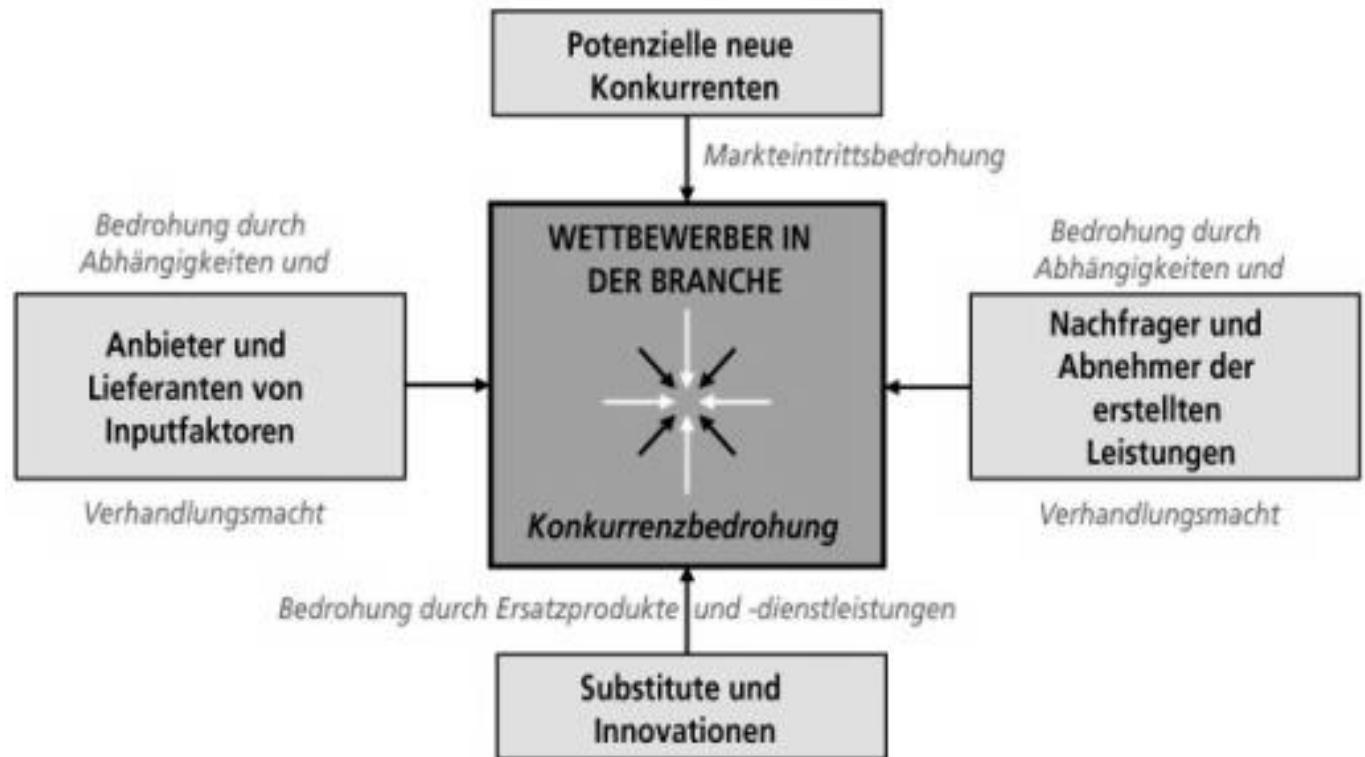 Potenzielle neue
Konkurrenten
Markteintrittsbedrohung
Bedrohung durch
Abhängigkeiten und
Anbieter und
Lieferanten von
Inputfaktoren
Verhandlungsmacht
WETTBEWERBER IN
DER BRANCHE
Konkurrenzbedrohung
Bedrohung durch
Abhängigkeiten und
Nachfrager und
Abnehmer der
erstellten
Leistungen
Verhandlungsmacht
Bedrohung durch Ersatzprodukte und -dienstleistungen
Substitute und
Innovationen